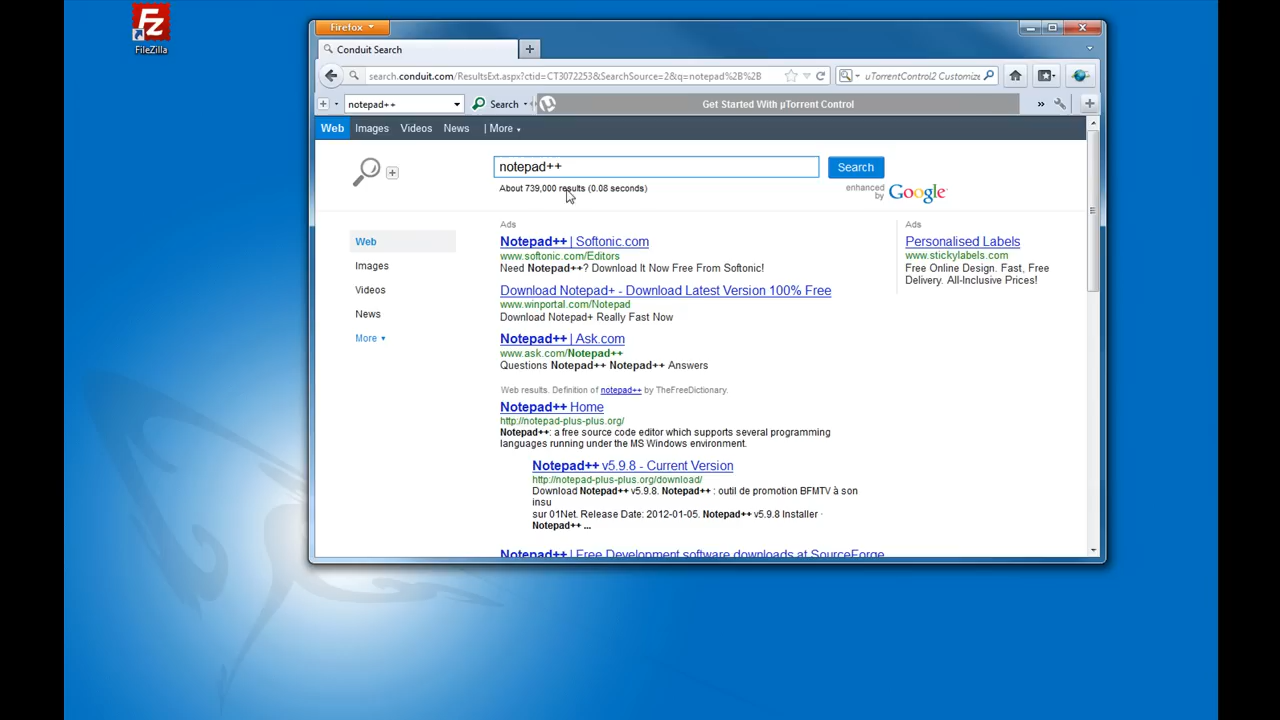 FileZilla
Firefox
Conduit Search
search.conduit.com/ResultsExt.aspx?ctid=CT3072253&SearchSource=2&q=notepad%2B%2B
uTorrentControl2 Customize
notepad++
Search
Get Started With µTorrent Control
Web Images Videos News | More
notepad++
Search
About 739,000 results (0.08 seconds)
enhanced by Google
Web
Images
Videos
News
More
Ads
Notepad++ | Softonic.com
www.softonic.com/Editors
Need Notepad++? Download It Now Free From Softonic!
Download Notepad+ - Download Latest Version 100% Free
www.winportal.com/Notepad
Download Notepad+ Really Fast Now
Notepad++ | Ask.com
www.ask.com/Notepad++
Questions Notepad++ Notepad++ Answers
Web results. Definition of notepad++ by TheFreeDictionary.
Notepad++ Home
http://notepad-plus-plus.org/
Notepad++: a free source code editor which supports several programming
languages running under the MS Windows environment.
Notepad++ v5.9.8 - Current Version
http://notepad-plus-plus.org/download/
Download Notepad++ v5.9.8. Notepad++ : outil de promotion BFMTV à son
insu
sur 01Net. Release Date: 2012-01-05. Notepad++ v5.9.8 Installer ·
Notepad++ ...
Notepad++ | Free Development software downloads at SourceForge
Ads
Personalised Labels
www.stickylabels.com
Free Online Design. Fast, Free
Delivery. All-Inclusive Prices!